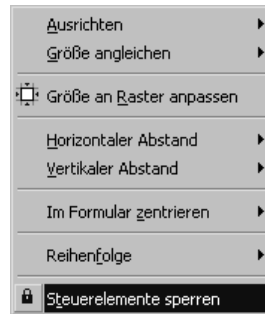 Ausrichten
Größe angleichen
Größe an Raster anpassen
Horizontaler Abstand
Vertikaler Abstand
Im Formular zentrieren
Reihenfolge
Steuerelemente sperren